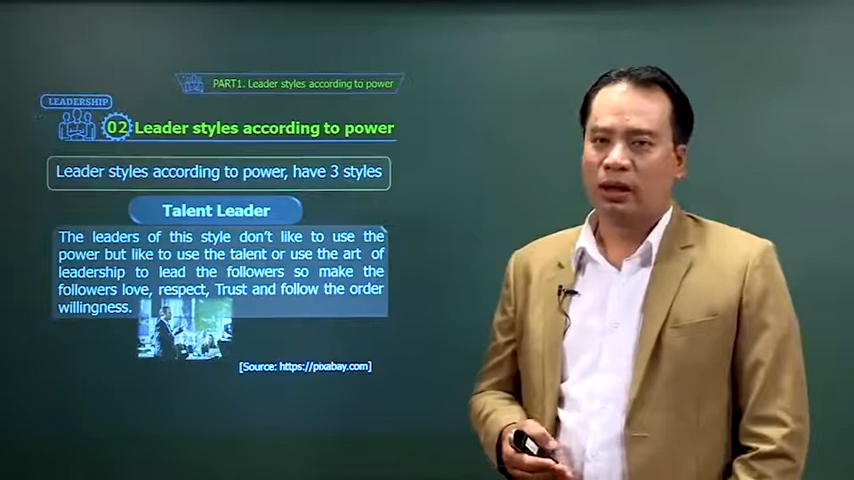 PART1. Leader styles according to power
LEADERSHIP
02 Leader styles according to power
Leader styles according to power, have 3 styles
Talent Leader
The leaders of this style don't like to use the
power but like to use the talent or use the art of
leadership to lead the followers so make the
followers love, respect, Trust and follow the order
willingness.
[Source: https://pixabay.com]